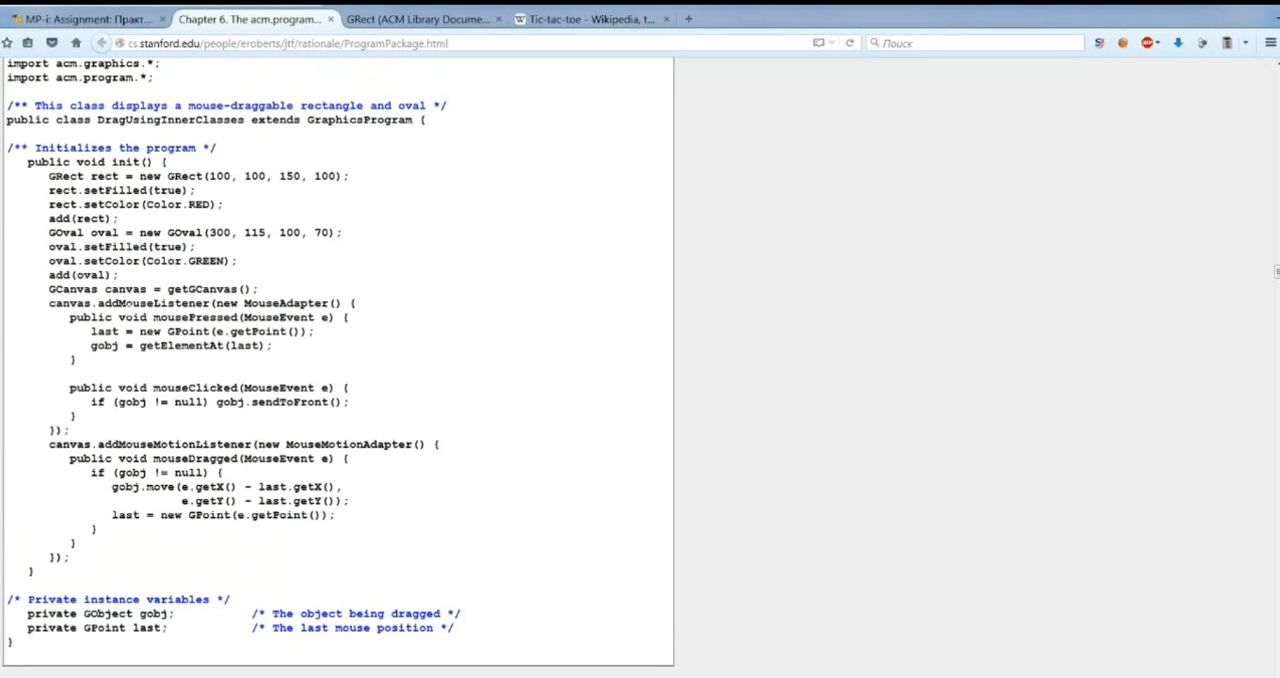 MP-i: Assignment: Практ... × Chapter 6. The acm.program... × GRect (ACM Library Docume... × W Tic-tac-toe - Wikipedia, t... × +
cs.stanford.edu/people/eroberts/jtf/rationale/ProgramPackage.html Поиск
import acm.graphics.*;
import acm.program.*;
/** This class displays a mouse-draggable rectangle and oval */
public class DragUsingInnerClasses extends GraphicsProgram {
/** Initializes the program */
public void init() {
GRect rect = new GRect(100, 100, 150, 100);
rect.setFilled(true);
rect.setColor(Color.RED);
add(rect);
GOval oval = new GOval(300, 115, 100, 70);
oval.setFilled(true);
oval.setColor(Color.GREEN);
add(oval);
GCanvas canvas = getGCanvas();
canvas.addMouseListener(new MouseAdapter() {
public void mousePressed(MouseEvent e) {
last = new GPoint(e.getPoint());
gobj = getElementAt(last);
}
public void mouseClicked(MouseEvent e) {
if (gobj != null) gobj.sendToFront();
}
});
canvas.addMouseMotionListener(new MouseMotionAdapter() {
public void mouseDragged(MouseEvent e) {
if (gobj != null) {
gobj.move(e.getX() - last.getX(),
e.getY() - last.getY());
last = new GPoint(e.getPoint());
}
}
});
}
/* Private instance variables */
private GObject gobj; /* The object being dragged */
private GPoint last; /* The last mouse position */
}